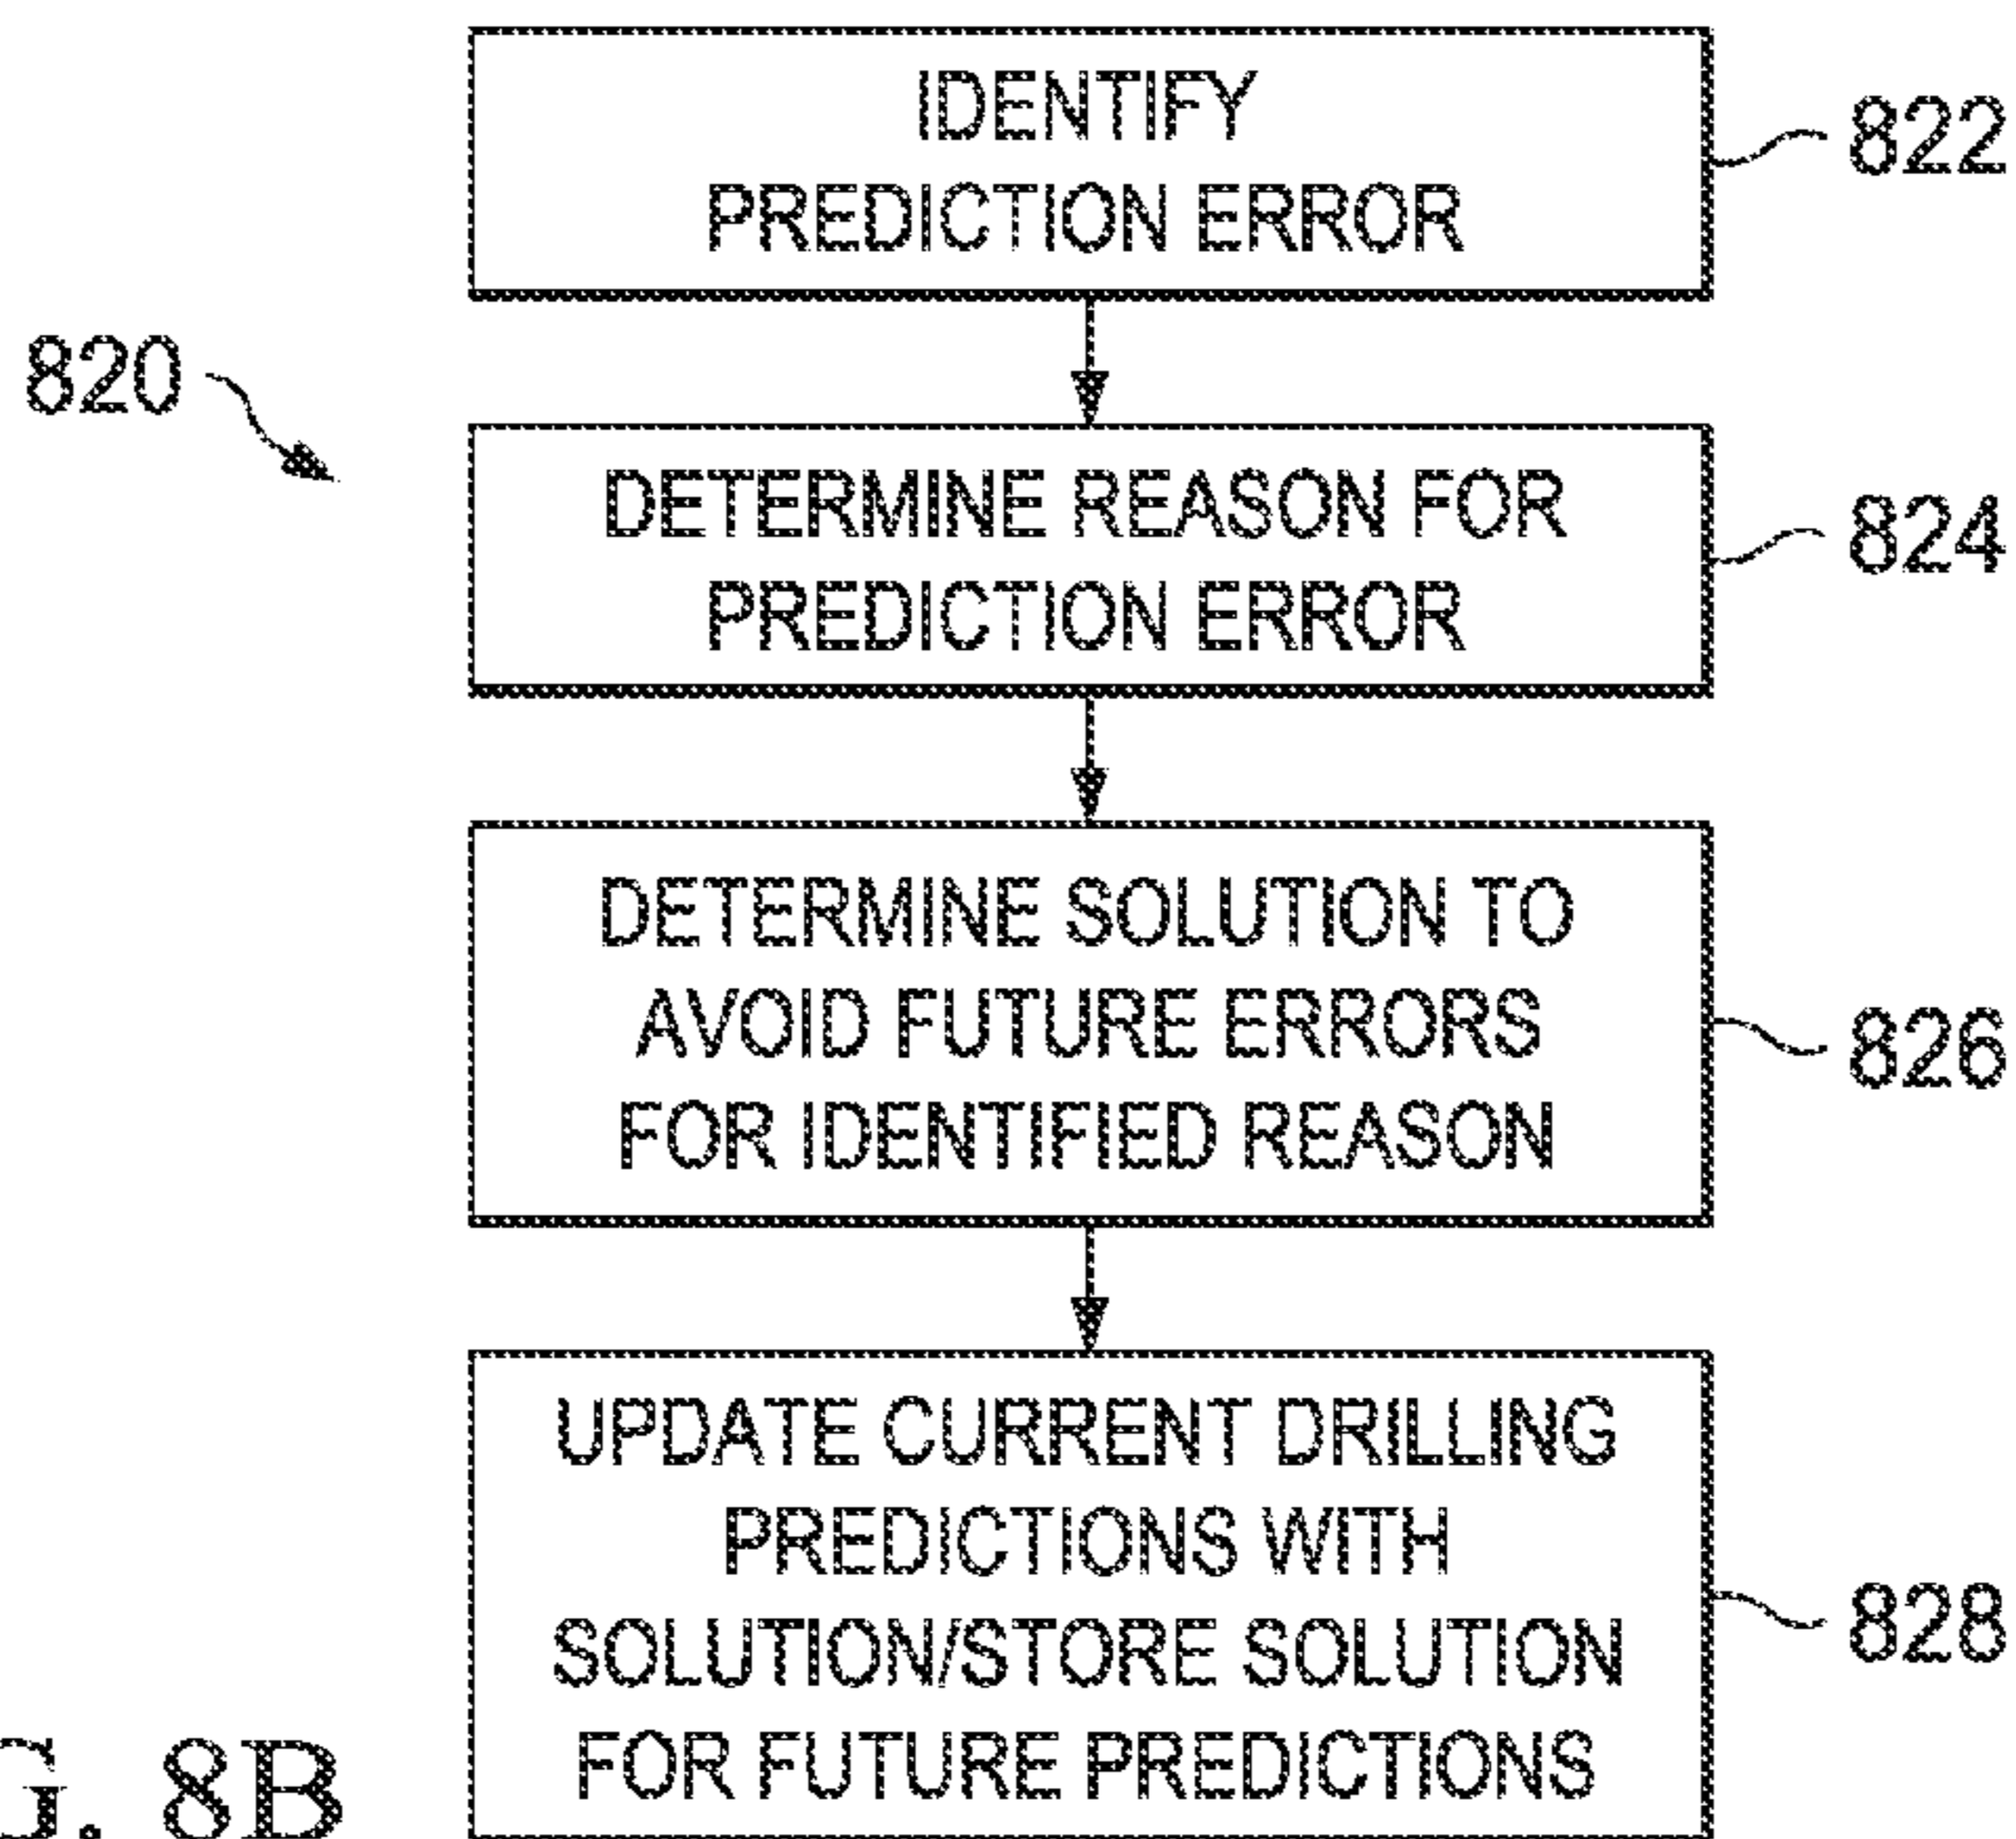 IDENTIFY
PREDICTION ERROR
822
820
DETERMINE REASON FOR
PREDICTION ERROR
824
DETERMINE SOLUTION TO
AVOID FUTURE ERRORS
FOR IDENTIFIED REASON
826
UPDATE CURRENT DRILLING
PREDICTIONS WITH
SOLUTION/STORE SOLUTION
FOR FUTURE PREDICTIONS
828
G. 8B